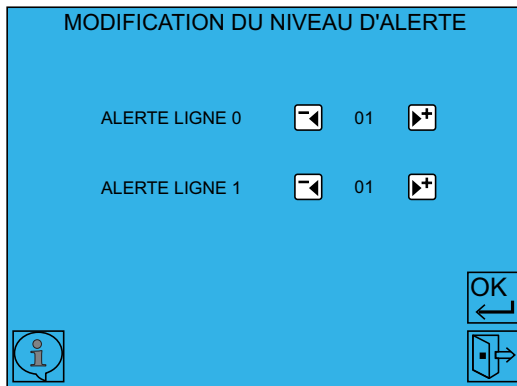 MODIFICATION DU NIVEAU D'ALERTE
ALERTE LIGNE 0 - 01 +
ALERTE LIGNE 1 - 01 +
OK
i